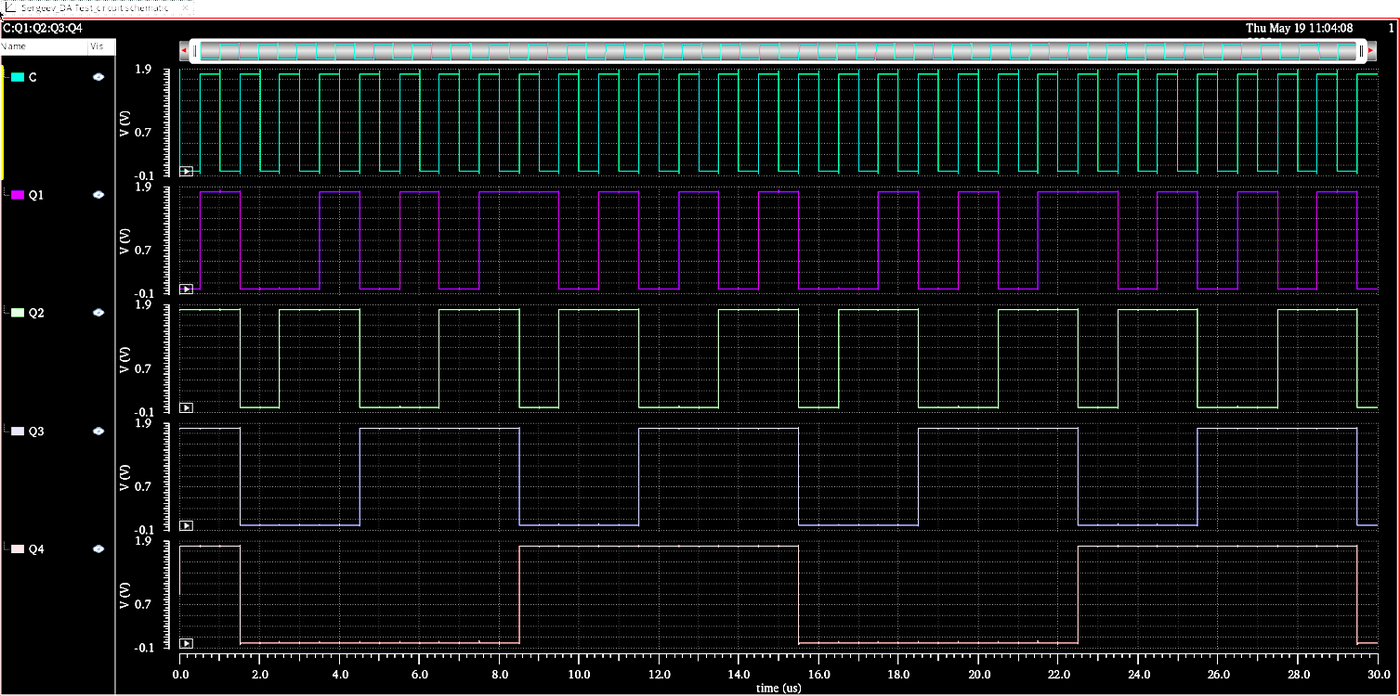 Sergeev_DA Test_circuit schematic
C:Q1:Q2:Q3:Q4
Thu May 19 11:04:08
1
Name Vis
C
Q1
Q2
Q3
Q4
1.9
V (V)
0.7
-0.1
1.9
V (V)
0.7
-0.1
1.9
V (V)
0.7
-0.1
1.9
V (V)
0.7
-0.1
1.9
V (V)
0.7
-0.1
0.0 2.0 4.0 6.0 8.0 10.0 12.0 14.0 16.0 18.0 20.0 22.0 24.0 26.0 28.0 30.0
time (us)